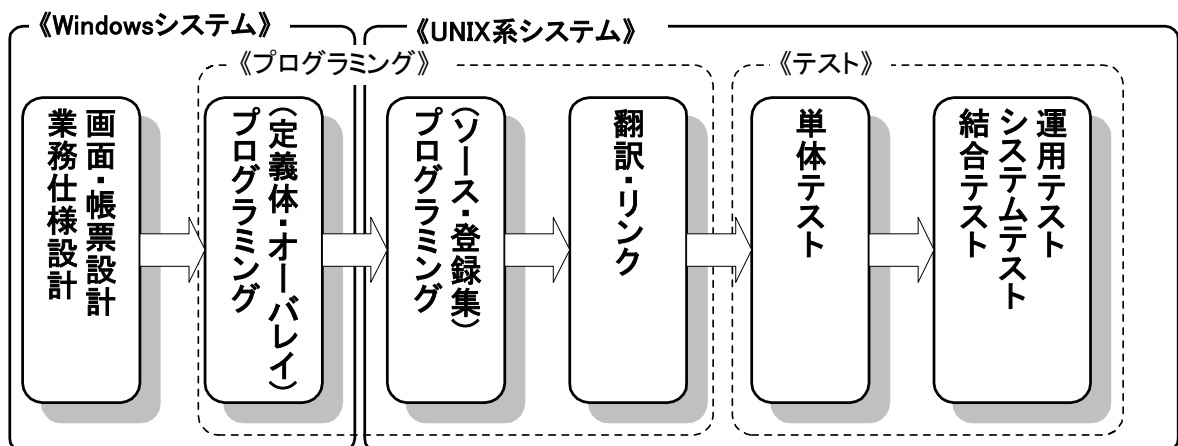 《Windowsシステム》
《UNIX系システム》
《プログラミング》
《テスト》
画面・帳票設計
業務仕様設計
(定義体・オーバレイ)
プログラミング
(ソース・登録集)
プログラミング
翻訳・リンク
単体テスト
運用テスト
システムテスト
結合テスト